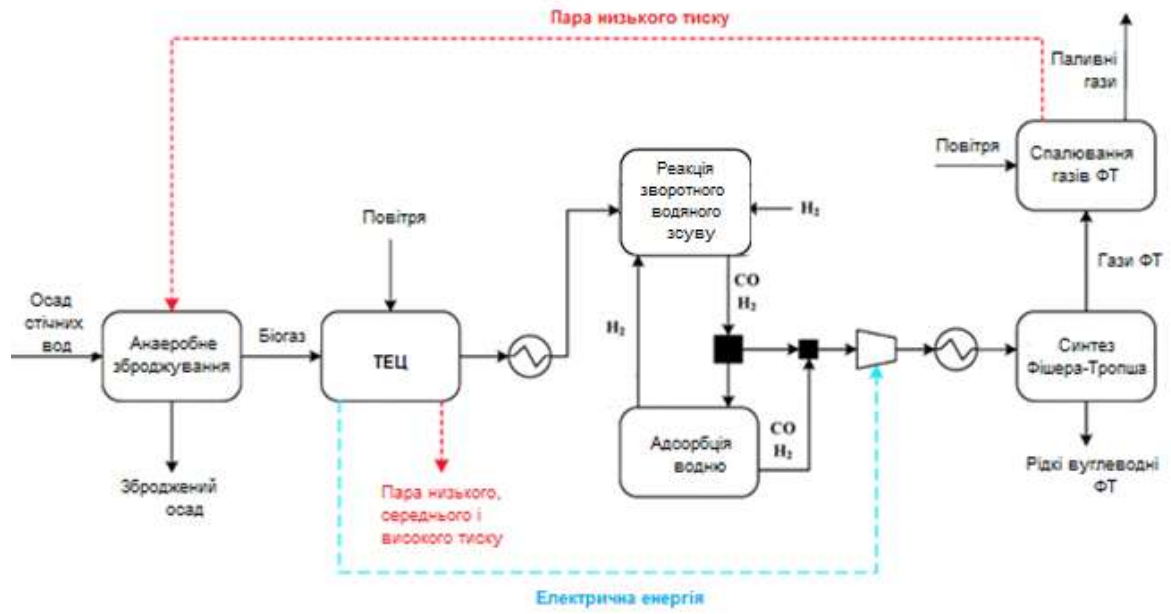 Пара низького тиску
Паливні
гази
Повітря
Спалювання
газів ФТ
Реакція
зворотного
водяного
зсуву
H₂
Повітря
CO
H₂
Гази ФТ
Осад
стічних
вод
Анаеробне
зброджування
Біогаз
ТЕЦ
H₂
Синтез
Фішера-Тропша
Адсорбція
водню
CO
H₂
Зброджений
осад
Пара низького,
середнього і
високого тиску
Рідкі вуглеводні
ФТ
Електрична енергія